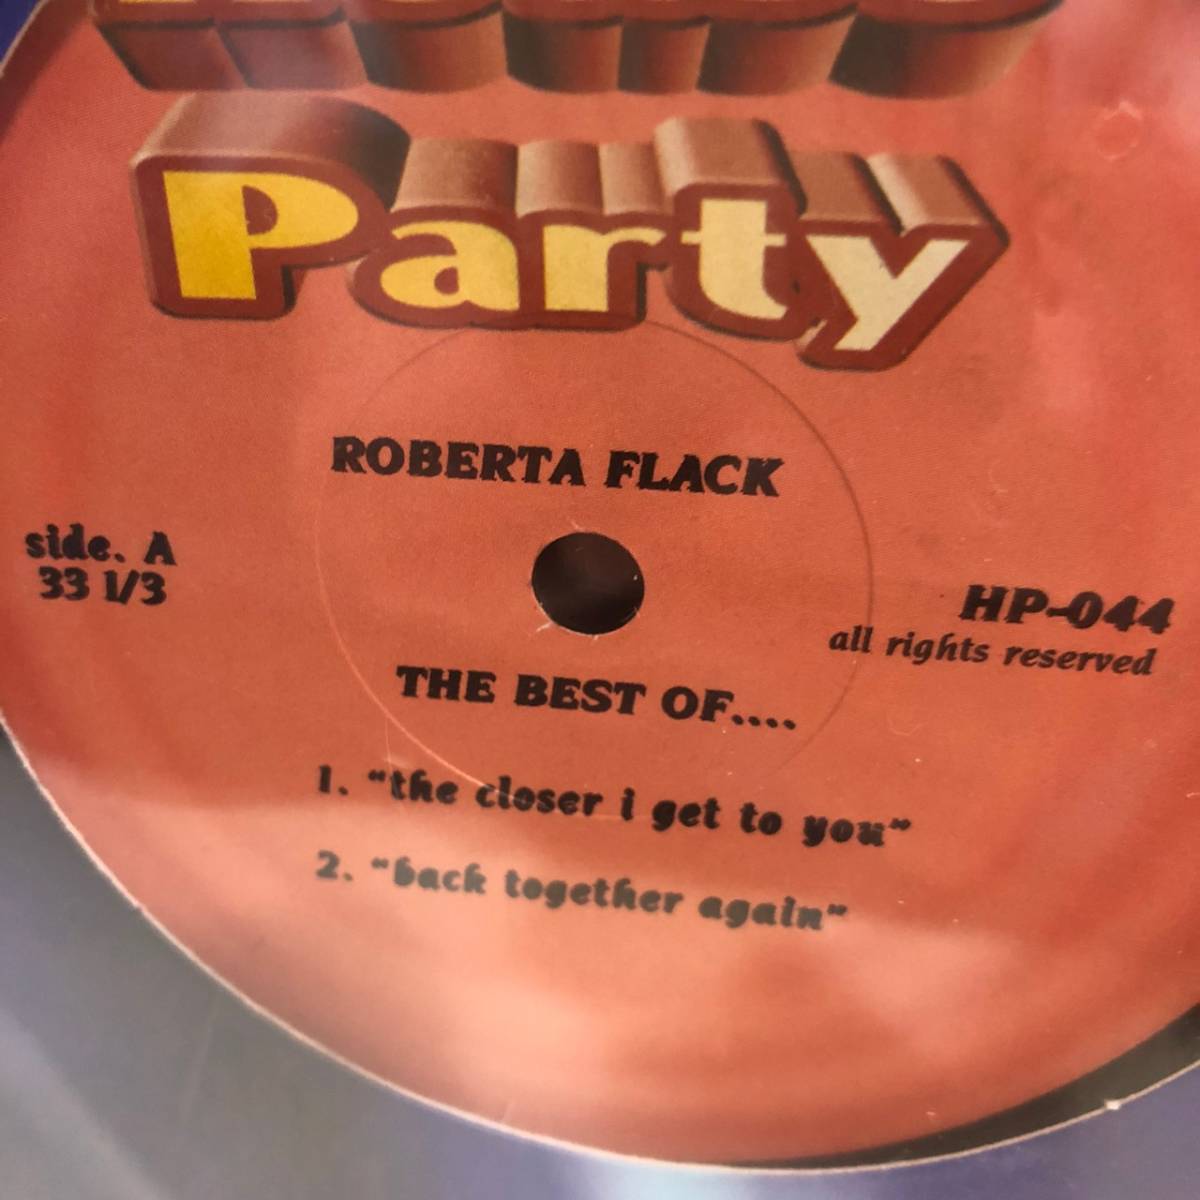 Party
ROBERTA FLACK
side. A
33 1/3
HP-044
all rights reserved
THE BEST OF....
1. "the closer i get to you"
2. "back together again"